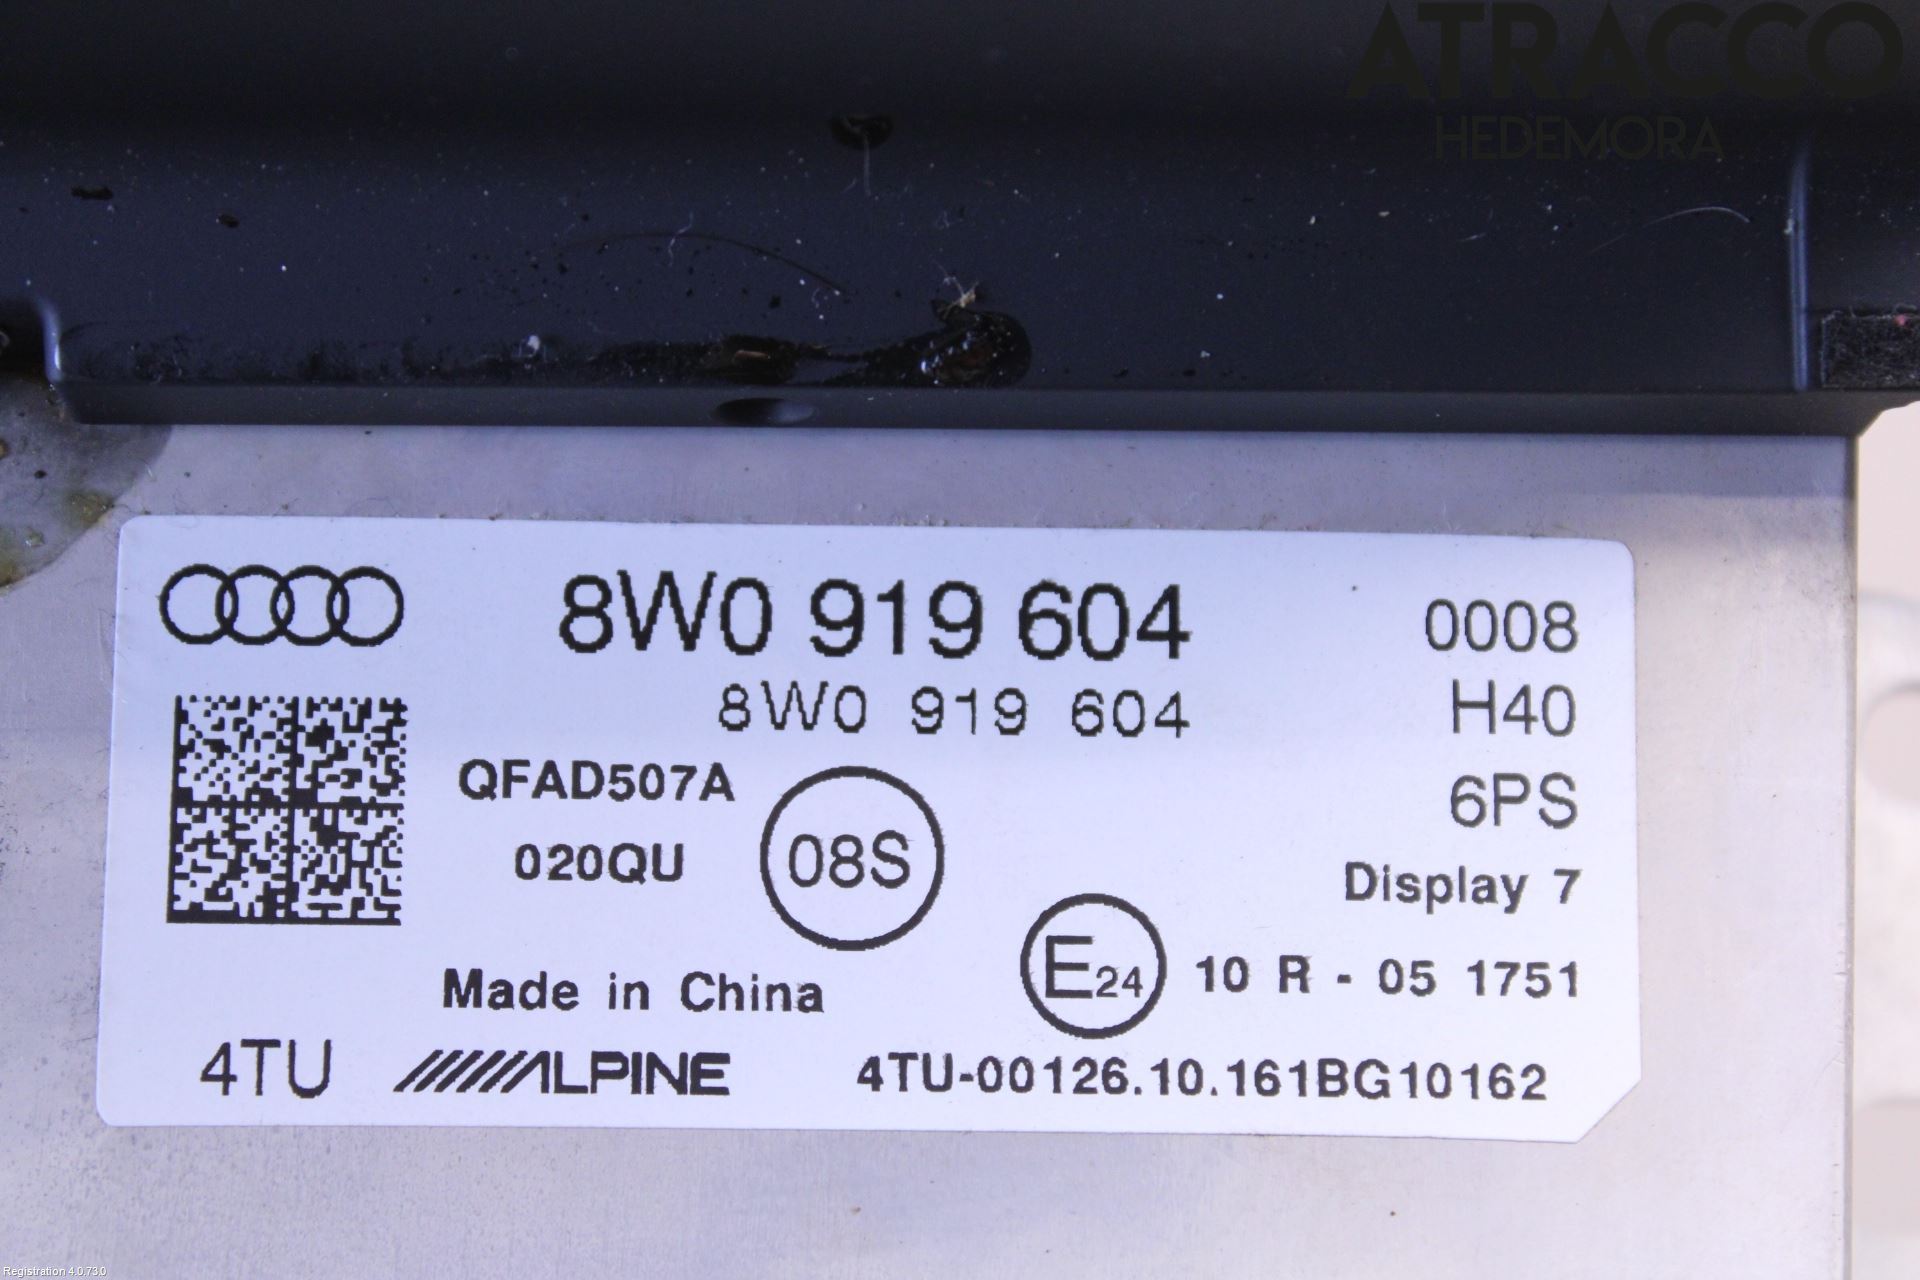 ATRACCO
HEDEMORA
8W0 919 604 0008
8W0 919 604 H40
QFAD507A 6PS
020QU 08S Display 7
Made in China E24 10 R - 05 1751
4TU ALPINE 4TU-00126.10.161BG10162
Registration 4.0.73.0